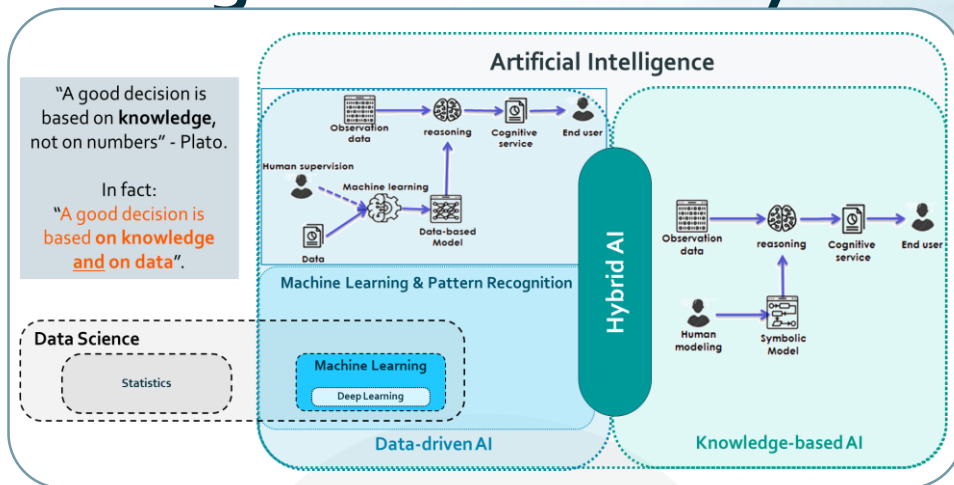 Artificial Intelligence
“A good decision is
based on knowledge,
not on numbers” - Plato.
In fact:
“A good decision is
based on knowledge
and on data”.
Observation
data
reasoning
Cognitive
service
End user
Human supervision
Machine learning
Data-based
Model
Data
Machine Learning & Pattern Recognition
Data Science
Statistics
Machine Learning
Deep Learning
Data-driven AI
Hybrid AI
Observation
data
reasoning
Cognitive
service
End user
Human
modeling
Symbolic
Model
Knowledge-based AI